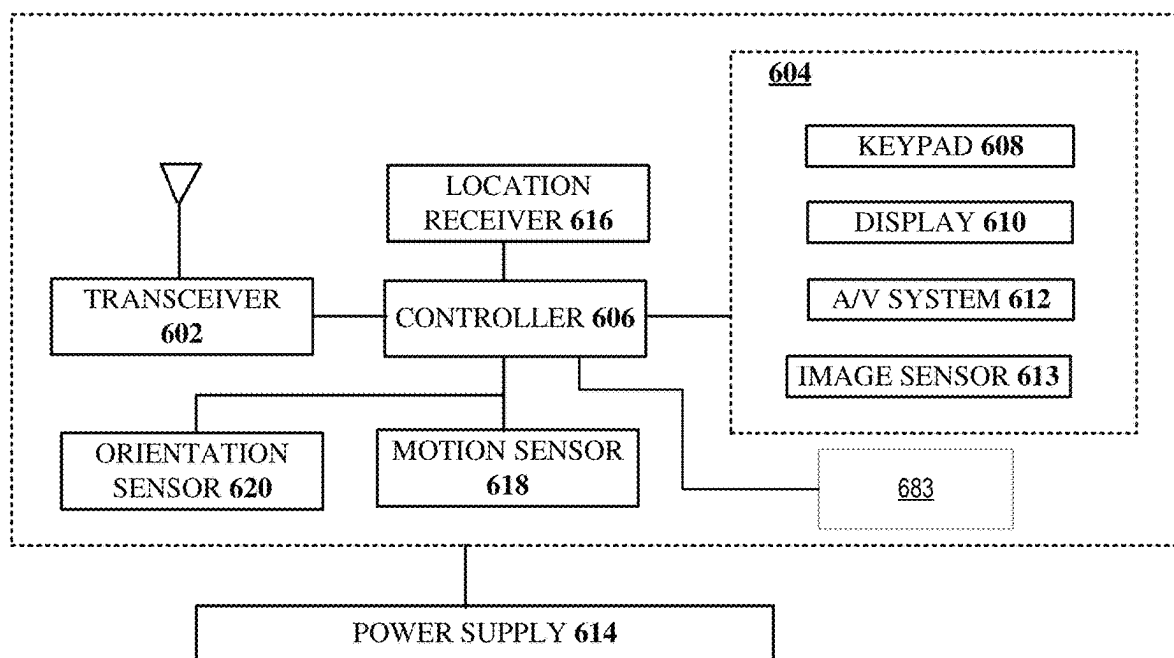 604
KEYPAD 608
DISPLAY 610
A/V SYSTEM 612
IMAGE SENSOR 613
LOCATION
RECEIVER 616
TRANSCEIVER
602
CONTROLLER 606
ORIENTATION
SENSOR 620
MOTION SENSOR
618
683
POWER SUPPLY 614